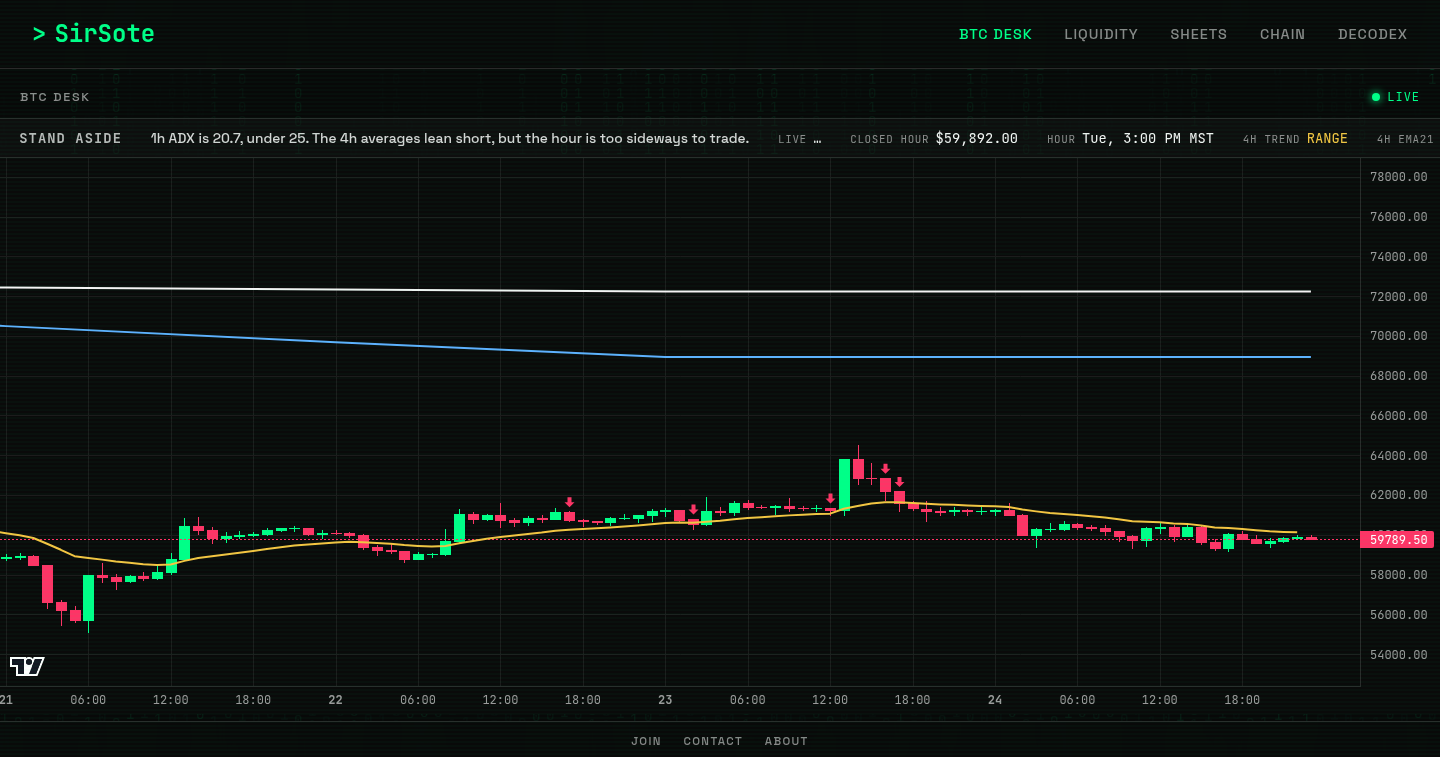 > SirSote
BTC DESK LIQUIDITY SHEETS CHAIN DECODEX
BTC DESK
LIVE
STAND ASIDE 1h ADX is 20.7, under 25. The 4h averages lean short, but the hour is too sideways to trade. LIVE … CLOSED HOUR $59,892.00 HOUR Tue, 3:00 PM MST 4H TREND RANGE 4H EMA21
78000.00
76000.00
74000.00
72000.00
70000.00
68000.00
66000.00
64000.00
62000.00
59789.50
58000.00
56000.00
54000.00
21 06:00 12:00 18:00 22 06:00 12:00 18:00 23 06:00 12:00 18:00 24 06:00 12:00 18:00
JOIN CONTACT ABOUT